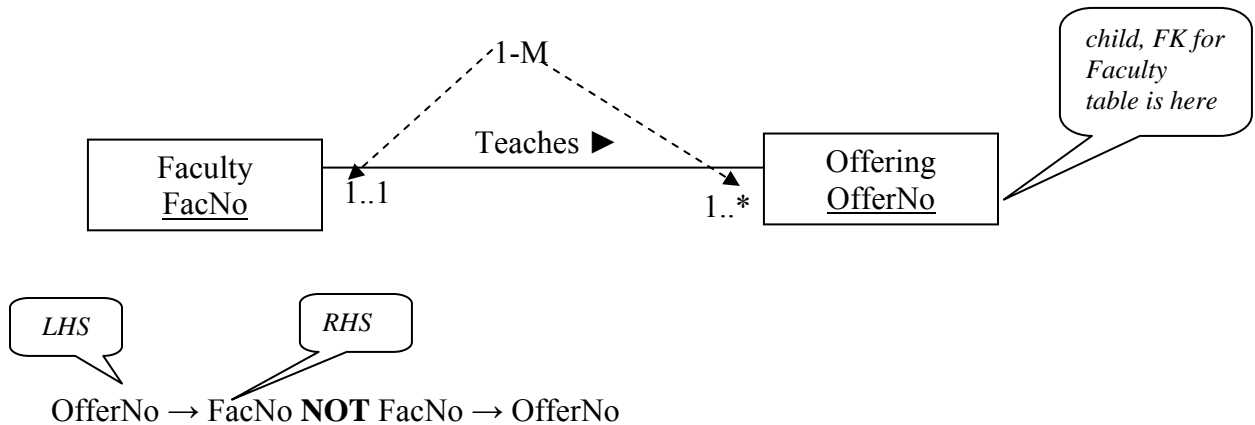 1-M
child, FK for
Faculty
table is here
Teaches ►
Faculty
FacNo
1..1
1..*
Offering
OfferNo
LHS
RHS
OfferNo → FacNo NOT FacNo → OfferNo